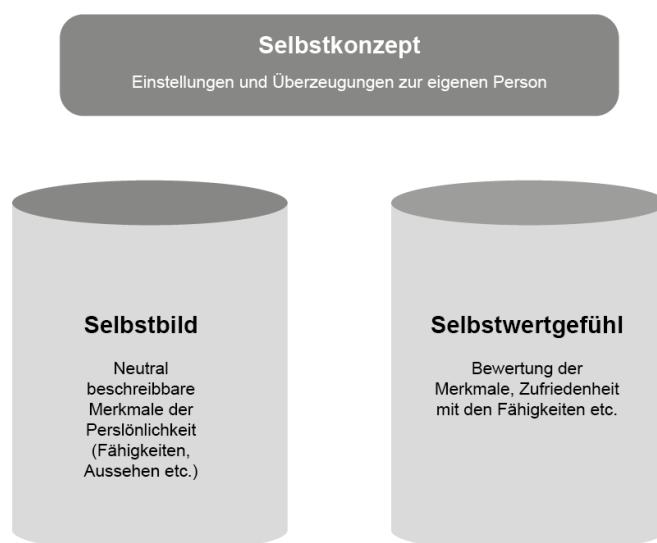 Selbstkonzept
Einstellungen und Überzeugungen zur eigenen Person
Selbstbild
Neutral
beschreibbare
Merkmale der
Perslönlichkeit
(Fähigkeiten,
Aussehen etc.)
Selbstwertgefühl
Bewertung der
Merkmale, Zufriedenheit
mit den Fähigkeiten etc.